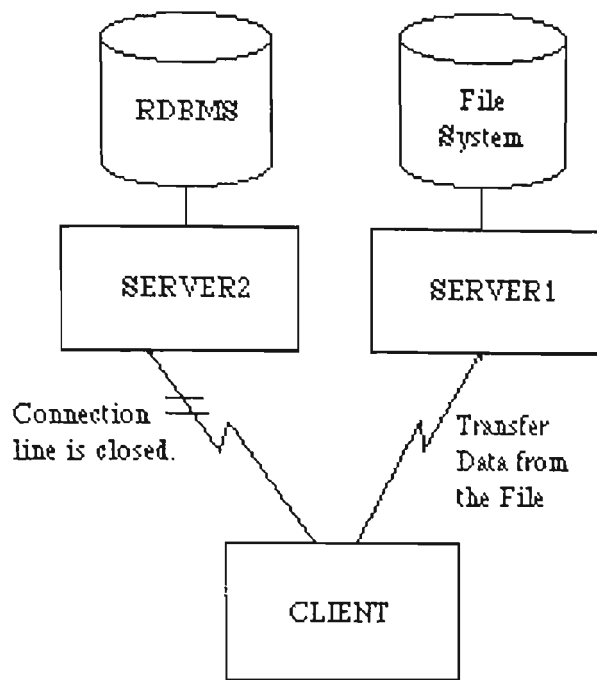 RDBMS
File
System
SERVER2
SERVER1
Connection
line is closed.
Transfer
Data from
the File
CLIENT